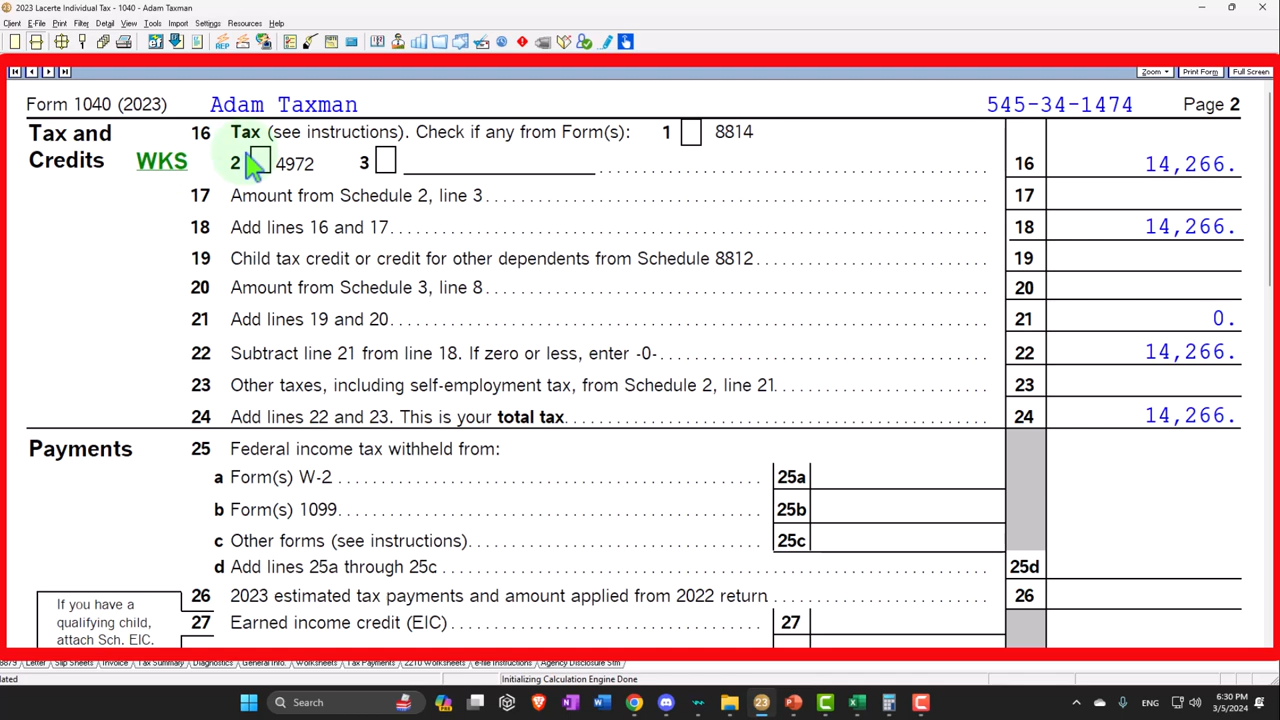 2023 Lacerte Individual Tax - 1040 - Adam Taxman
Client E-File Print Filter Detail View Tools Import Settings Resources Help
Zoom Print Form Full Screen
Form 1040 (2023) Adam Taxman 545-34-1474 Page 2
Tax and Credits WKS
16 Tax (see instructions). Check if any from Form(s): 1 8814
2 4972 3 16 14,266.
17 Amount from Schedule 2, line 3 17
18 Add lines 16 and 17 18 14,266.
19 Child tax credit or credit for other dependents from Schedule 8812 19
20 Amount from Schedule 3, line 8 20
21 Add lines 19 and 20 21 0.
22 Subtract line 21 from line 18. If zero or less, enter -0- 22 14,266.
23 Other taxes, including self-employment tax, from Schedule 2, line 21 23
24 Add lines 22 and 23. This is your total tax 24 14,266.
Payments 25 Federal income tax withheld from:
a Form(s) W-2 25a
b Form(s) 1099 25b
c Other forms (see instructions) 25c
d Add lines 25a through 25c 25d
26 2023 estimated tax payments and amount applied from 2022 return 26
If you have a
qualifying child,
attach Sch. EIC.
27 Earned income credit (EIC) 27
8879 Letter Slip Sheets Invoice Tax Summary Diagnostics General Info. Worksheets Tax Payments 2210 Worksheets e-file Instructions Agency Disclosure Stm
lated Initializing Calculation Engine Done
Search
ENG
6:30 PM
3/5/2024